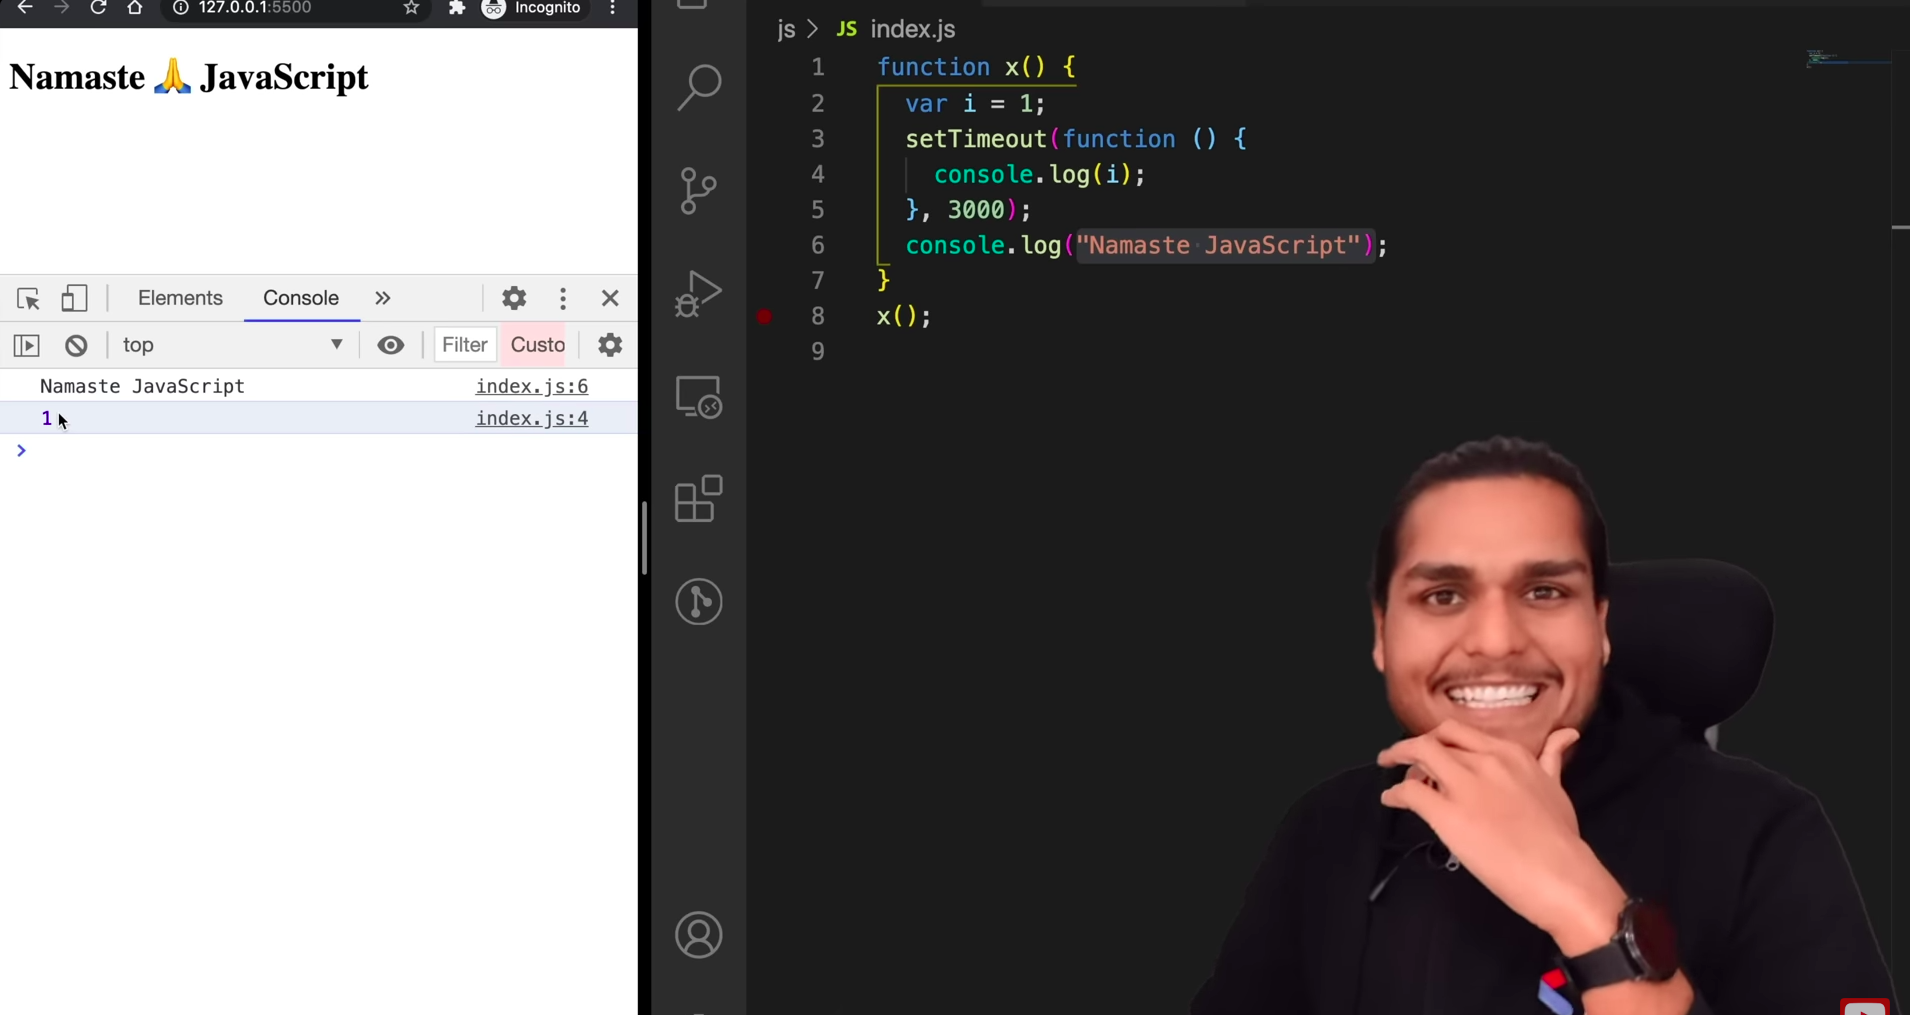 127.0.0.1:5500 Incognito
Namaste 🙏 JavaScript
Elements Console »
top Filter Custo
Namaste JavaScript index.js:6
1 index.js:4
js > JS index.js
1 function x() {
2 var i = 1;
3 setTimeout(function () {
4 console.log(i);
5 }, 3000);
6 console.log("Namaste JavaScript");
7 }
8 x();
9